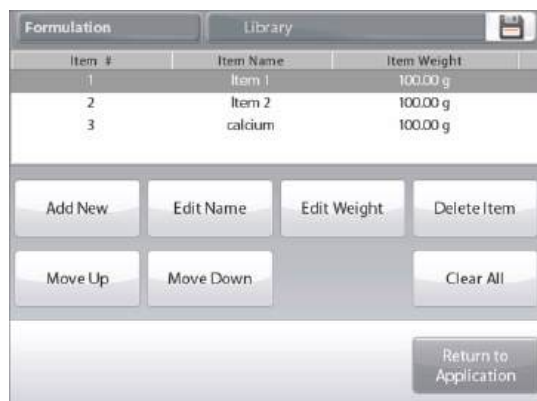 Formulation Library
Item # Item Name Item Weight
1 Item 1 100.00 g
2 Item 2 100.00 g
3 calcium 100.00 g
Add New Edit Name Edit Weight Delete Item
Move Up Move Down Clear All
Return to
Application